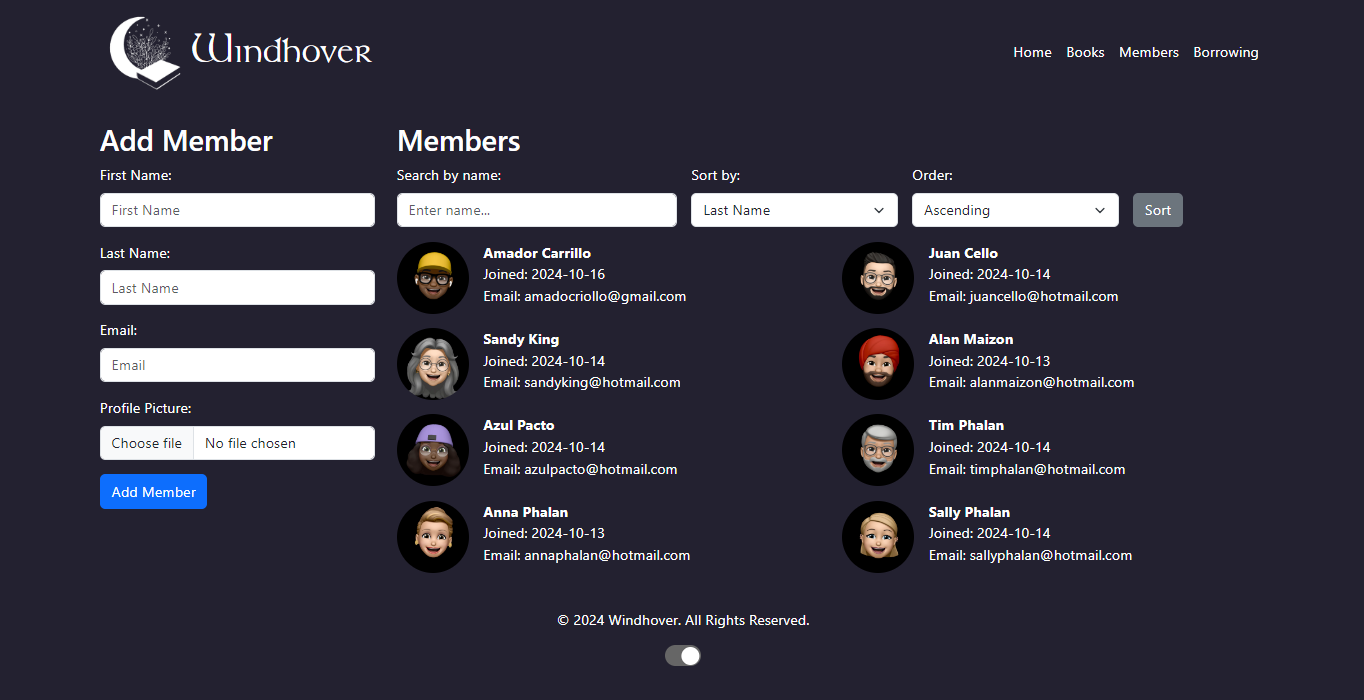 Windhover
Home Books Members Borrowing
Add Member
First Name:
First Name
Last Name:
Last Name
Email:
Email
Profile Picture:
Choose file No file chosen
Add Member
Members
Search by name:
Enter name...
Sort by:
Last Name
Order:
Ascending
Sort
Amador Carrillo
Joined: 2024-10-16
Email: amadocriollo@gmail.com
Juan Cello
Joined: 2024-10-14
Email: juancello@hotmail.com
Sandy King
Joined: 2024-10-14
Email: sandyking@hotmail.com
Alan Maizon
Joined: 2024-10-13
Email: alanmaizon@hotmail.com
Azul Pacto
Joined: 2024-10-14
Email: azulpacto@hotmail.com
Tim Phalan
Joined: 2024-10-14
Email: timphalan@hotmail.com
Anna Phalan
Joined: 2024-10-13
Email: annaphalan@hotmail.com
Sally Phalan
Joined: 2024-10-14
Email: sallyphalan@hotmail.com
© 2024 Windhover. All Rights Reserved.